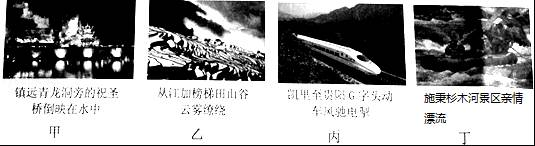 镇远青龙洞旁的祝圣
桥倒映在水中
甲
从江加榜梯田山谷
云雾缭绕
乙
凯里至贵阳G字头动
车风驰电掣
丙
施秉杉木河景区亲情
漂流
丁